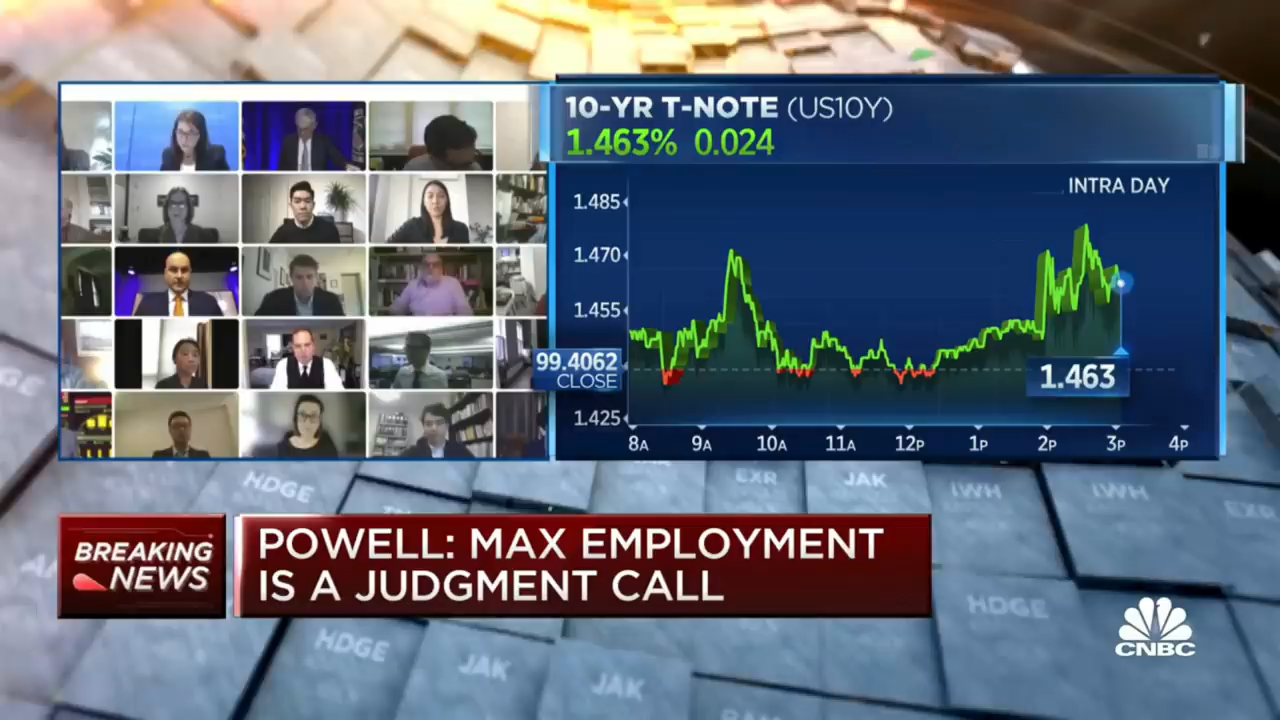 10-YR T-NOTE (US10Y)
1.463% 0.024
INTRA DAY
1.485
1.470
1.455
99.4062
CLOSE
1.463
1.425
8A 9A 10A 11A 12P 1P 2P 3P 4P
HDGE
EXR
JAK
IWH
IWH
EXR
BREAKING
NEWS
POWELL: MAX EMPLOYMENT
IS A JUDGMENT CALL
HDGE
HDGE
JAK
JAK
CNBC